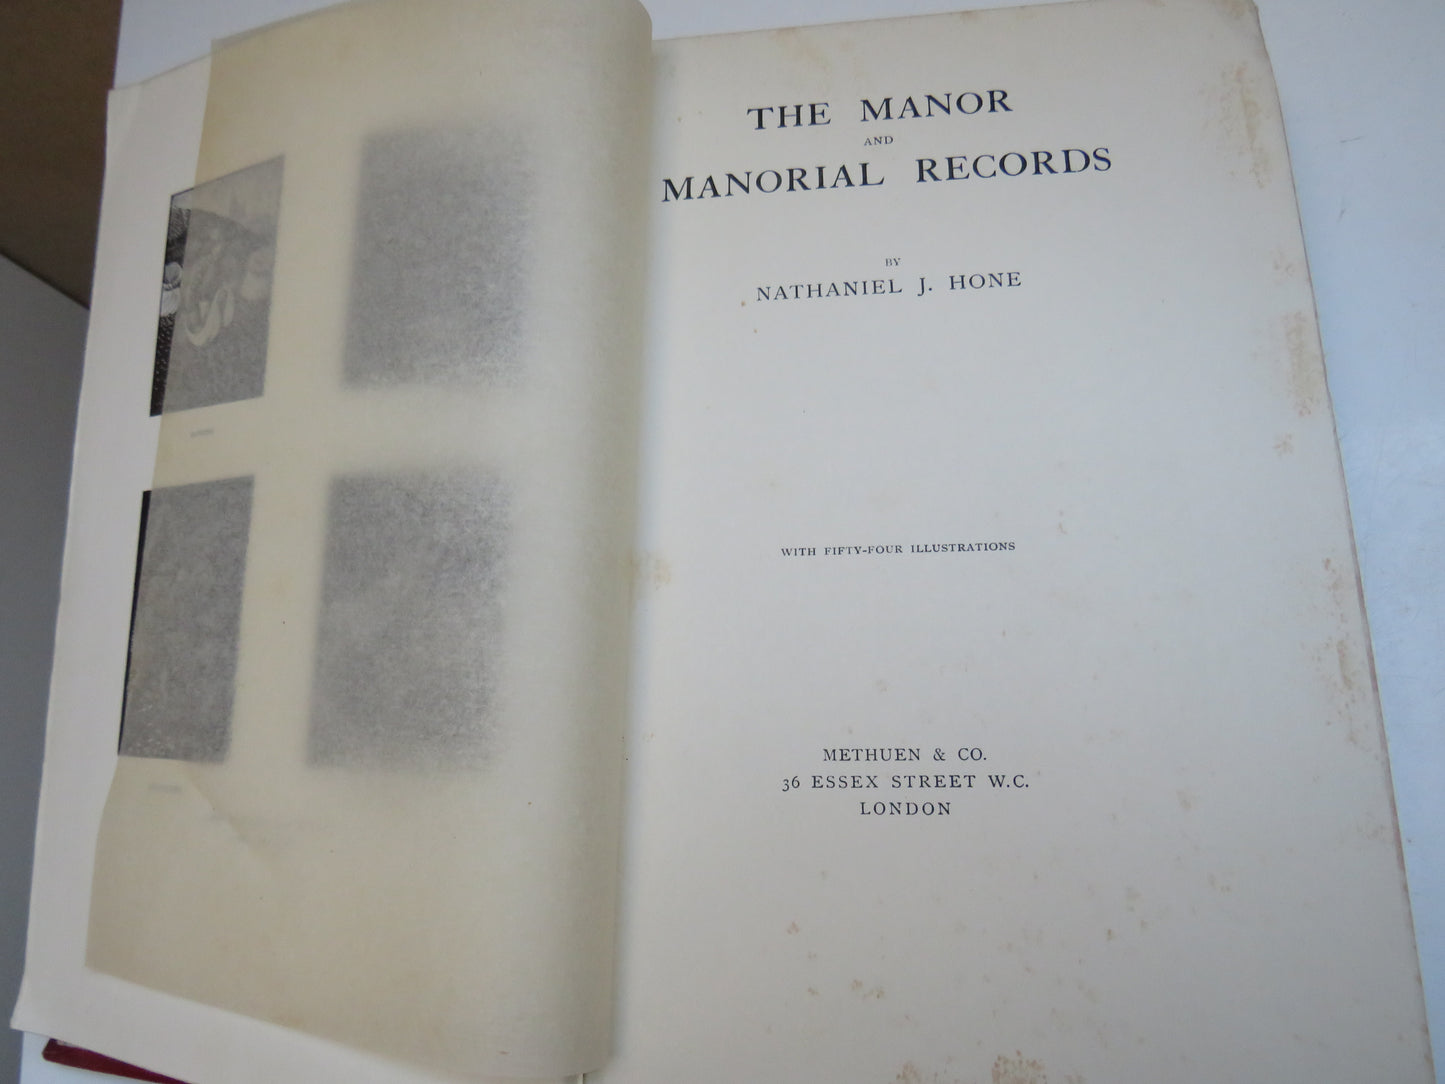 THE MANOR
AND
MANORIAL RECORDS
BY
NATHANIEL J. HONE
WITH FIFTY-FOUR ILLUSTRATIONS
METHUEN & CO.
36 ESSEX STREET W.C.
LONDON